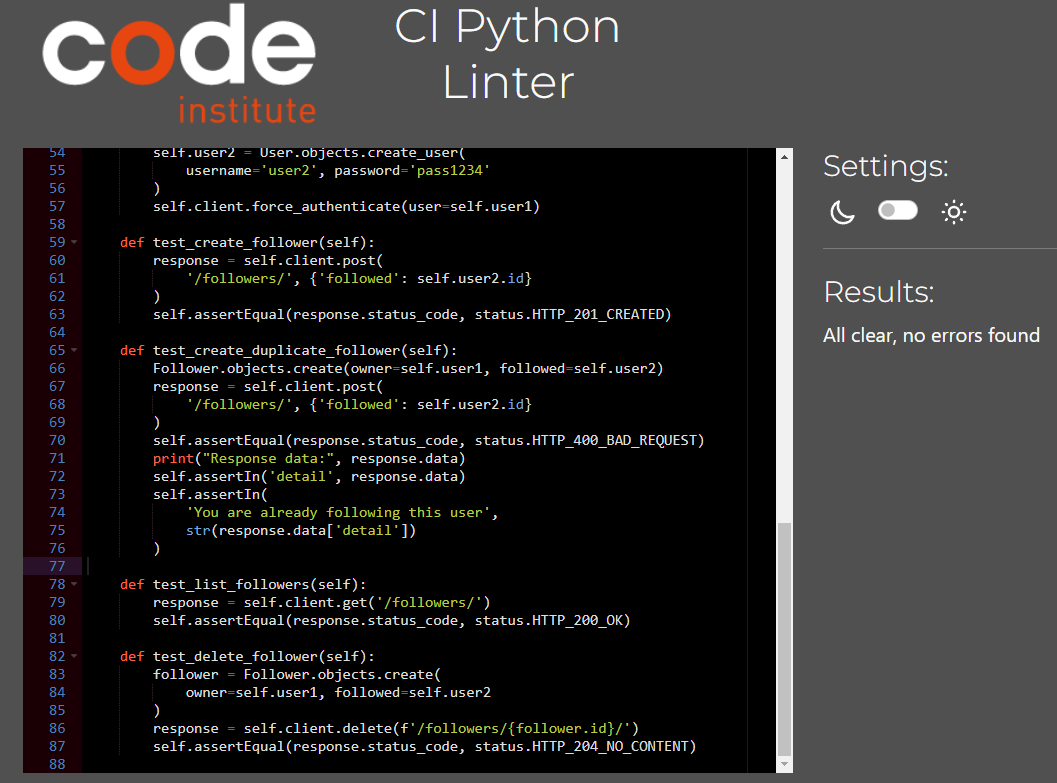 code
institute
CI Python
Linter
54 self.user2 = User.objects.create_user(
55 username='user2', password='pass1234'
56 )
57 self.client.force_authenticate(user=self.user1)
58
59 def test_create_follower(self):
60 response = self.client.post(
61 '/followers/', {'followed': self.user2.id}
62 )
63 self.assertEqual(response.status_code, status.HTTP_201_CREATED)
64
65 def test_create_duplicate_follower(self):
66 Follower.objects.create(owner=self.user1, followed=self.user2)
67 response = self.client.post(
68 '/followers/', {'followed': self.user2.id}
69 )
70 self.assertEqual(response.status_code, status.HTTP_400_BAD_REQUEST)
71 print("Response data:", response.data)
72 self.assertIn('detail', response.data)
73 self.assertIn(
74 'You are already following this user',
75 str(response.data['detail'])
76 )
77
78 def test_list_followers(self):
79 response = self.client.get('/followers/')
80 self.assertEqual(response.status_code, status.HTTP_200_OK)
81
82 def test_delete_follower(self):
83 follower = Follower.objects.create(
84 owner=self.user1, followed=self.user2
85 )
86 response = self.client.delete(f'/followers/{follower.id}/')
87 self.assertEqual(response.status_code, status.HTTP_204_NO_CONTENT)
88
Settings:
Results:
All clear, no errors found